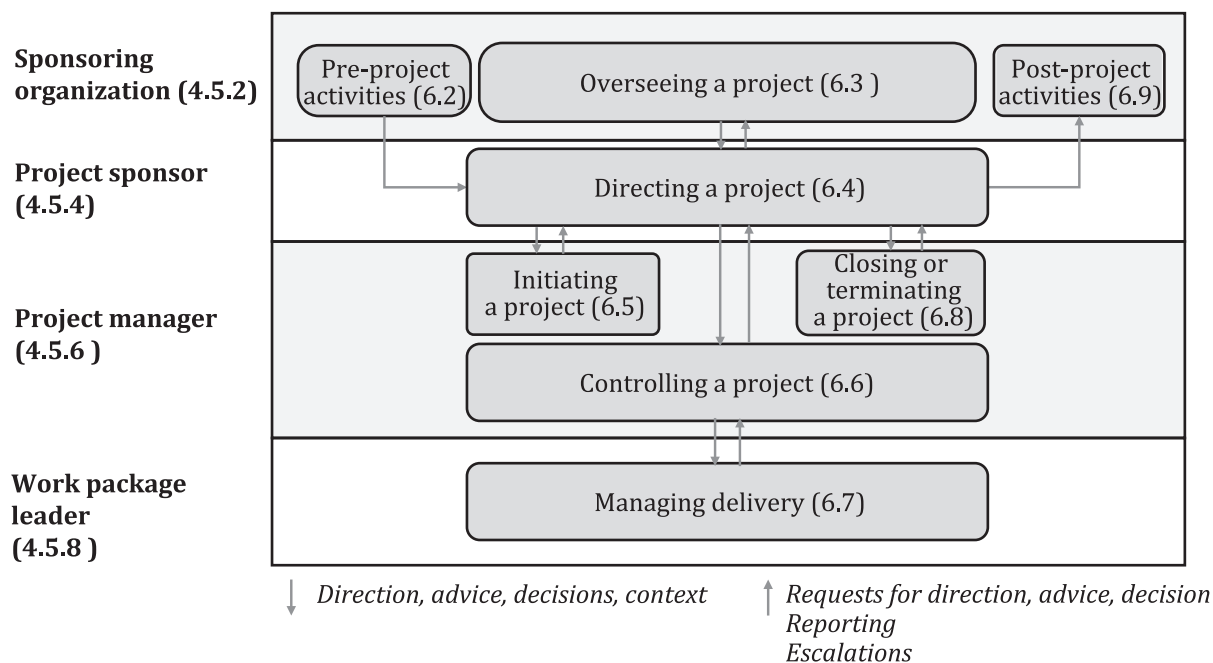 Sponsoring
organization (4.5.2)
Pre-project
activities (6.2)
Overseeing a project (6.3 )
Post-project
activities (6.9)
Project sponsor
(4.5.4)
Directing a project (6.4)
Project manager
(4.5.6 )
Initiating
a project (6.5)
Closing or
terminating
a project (6.8)
Controlling a project (6.6)
Work package
leader
(4.5.8 )
Managing delivery (6.7)
Direction, advice, decisions, context
Requests for direction, advice, decision
Reporting
Escalations